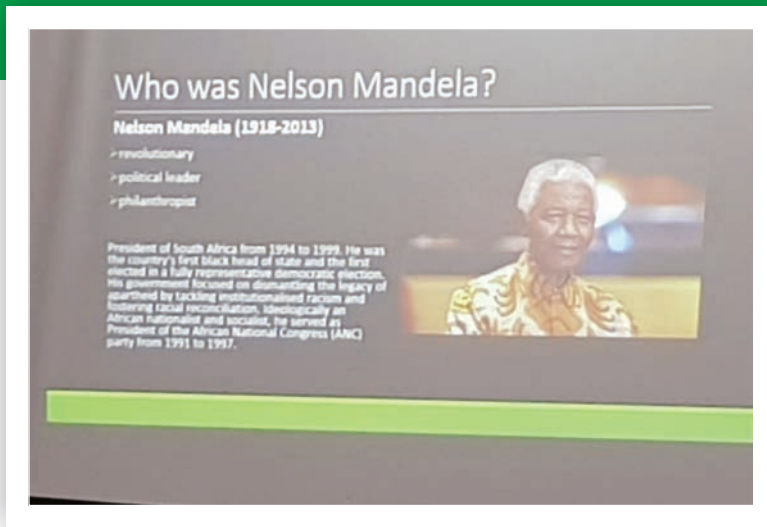 Who was Nelson Mandela?
Nelson Mandela (1918-2013)
➢revolutionary
➢political leader
➢philanthropist
President of South Africa from 1994 to 1999. He was
the country's first black head of state and the first
elected in a fully representative democratic election.
His government focused on dismantling the legacy of
apartheid by tackling institutionalised racism and
fostering racial reconciliation. Ideologically an
African nationalist and socialist, he served as
President of the African National Congress (ANC)
party from 1991 to 1997.